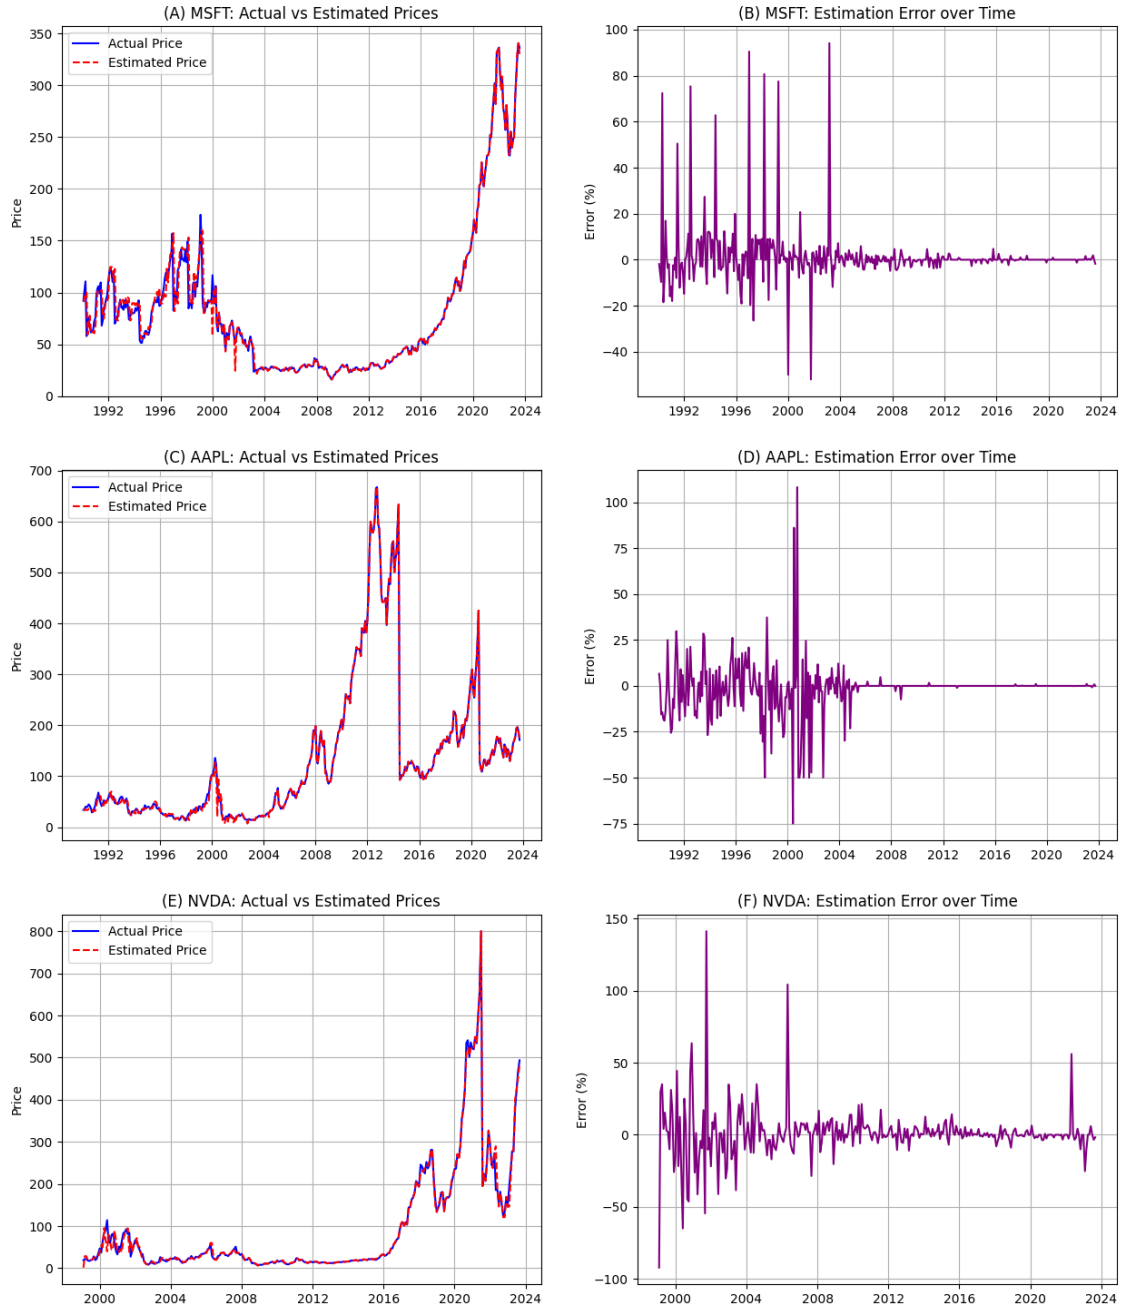 (A) MSFT: Actual vs Estimated Prices
350
300
250
200
150
100
50
0
Price
Actual Price
Estimated Price
1992 1996 2000 2004 2008 2012 2016 2020 2024
(B) MSFT: Estimation Error over Time
100
80
60
40
20
0
−20
−40
Error (%)
1992 1996 2000 2004 2008 2012 2016 2020 2024
(C) AAPL: Actual vs Estimated Prices
700
600
500
400
300
200
100
0
Price
Actual Price
Estimated Price
1992 1996 2000 2004 2008 2012 2016 2020 2024
(D) AAPL: Estimation Error over Time
100
75
50
25
0
−25
−50
−75
Error (%)
1992 1996 2000 2004 2008 2012 2016 2020 2024
(E) NVDA: Actual vs Estimated Prices
800
700
600
500
400
300
200
100
0
Price
Actual Price
Estimated Price
2000 2004 2008 2012 2016 2020 2024
(F) NVDA: Estimation Error over Time
150
100
50
0
−50
−100
Error (%)
2000 2004 2008 2012 2016 2020 2024